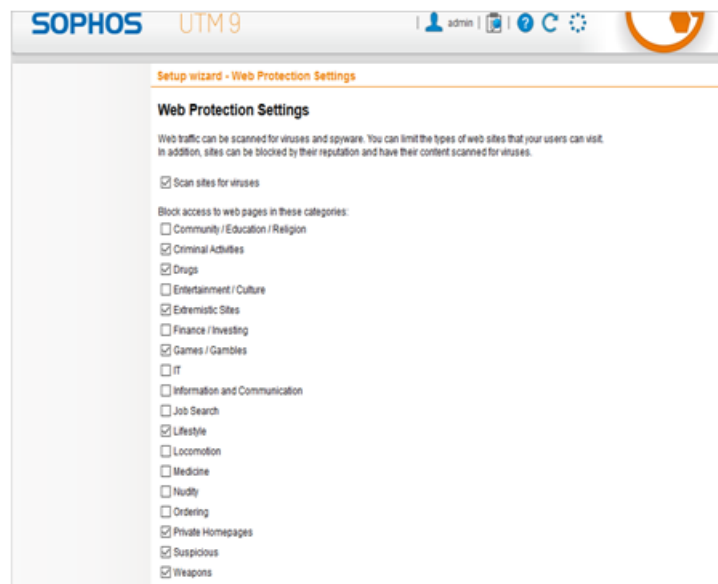 SOPHOS UTM 9 | admin | | ?
Setup wizard - Web Protection Settings
Web Protection Settings
Web traffic can be scanned for viruses and spyware. You can limit the types of web sites that your users can visit.
In addition, sites can be blocked by their reputation and have their content scanned for viruses.
Scan sites for viruses
Block access to web pages in these categories:
Community / Education / Religion
Criminal Activities
Drugs
Entertainment / Culture
Extremistic Sites
Finance / Investing
Games / Gambles
IT
Information and Communication
Job Search
Lifestyle
Locomotion
Medicine
Nudity
Ordering
Private Homepages
Suspicious
Weapons